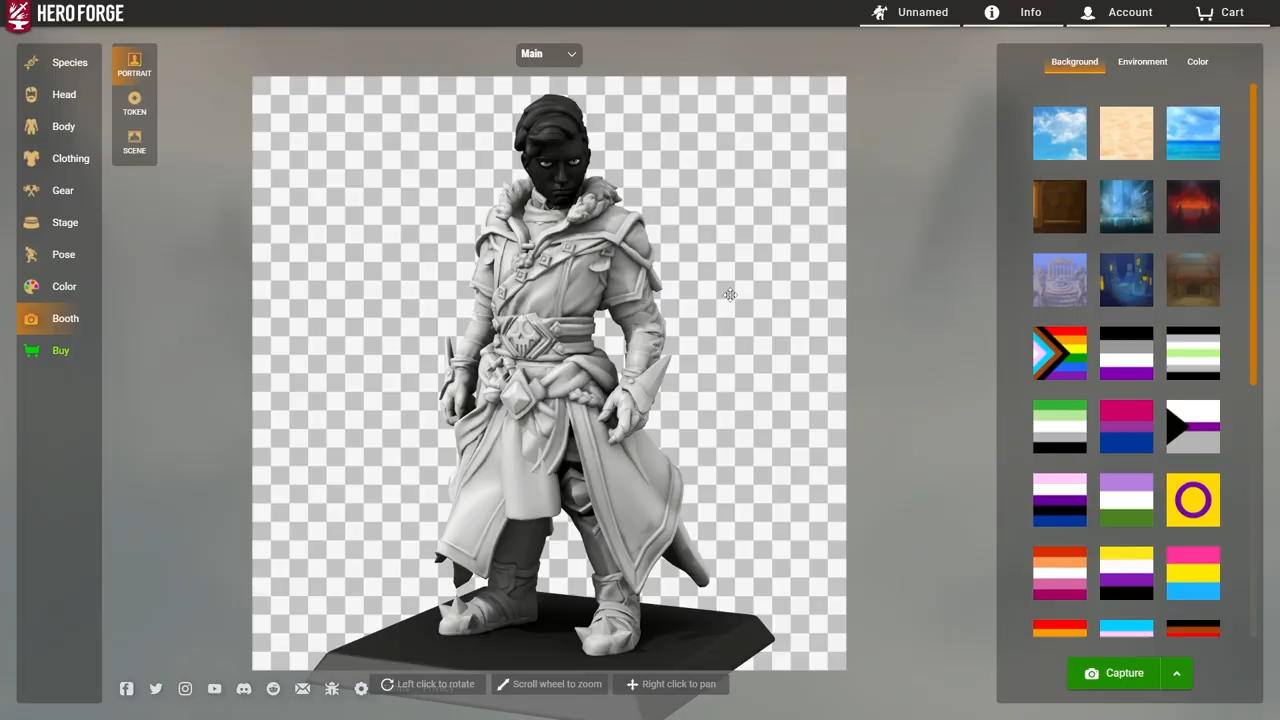 HERO FORGE
Unnamed
Info
Account
Cart
Species
Head
Body
Clothing
Gear
Stage
Pose
Color
Booth
Buy
PORTRAIT
TOKEN
SCENE
Main
Background
Environment
Color
Left click to rotate
Scroll wheel to zoom
Right click to pan
Capture